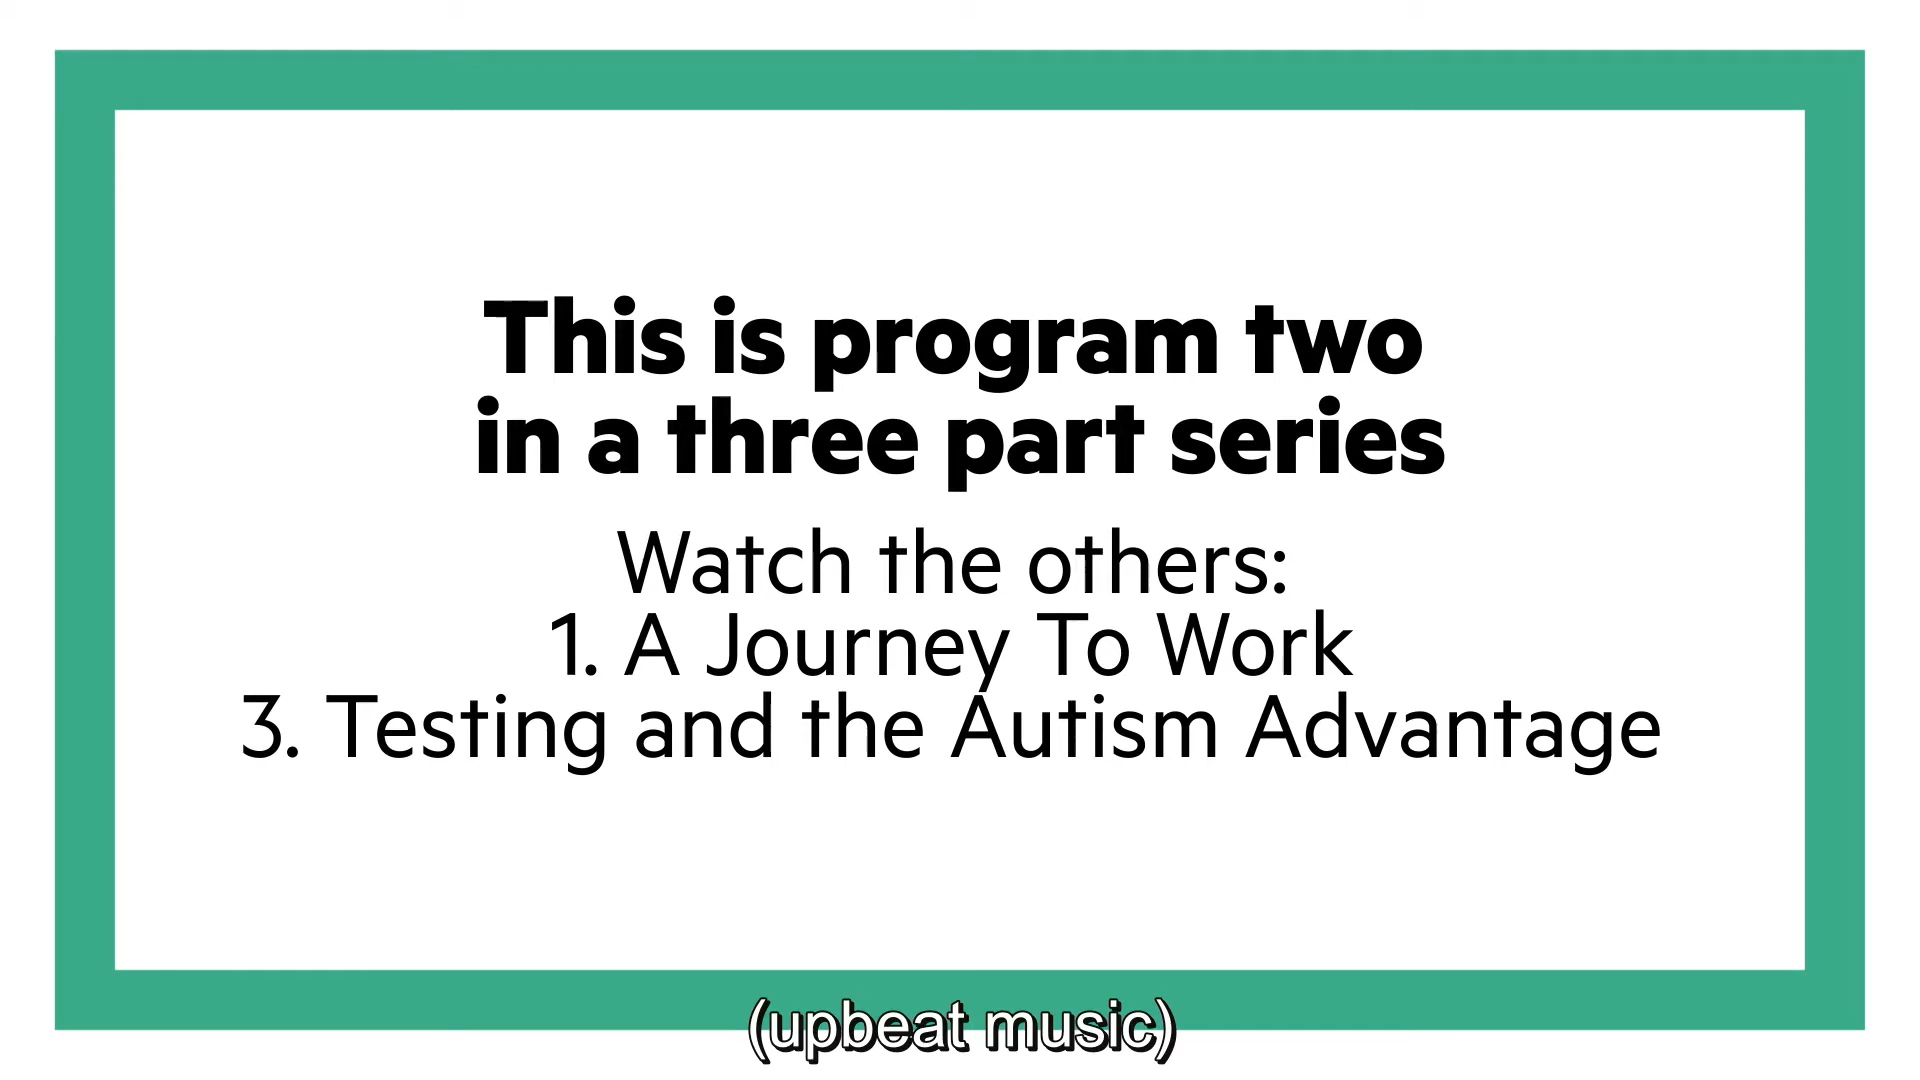 This is program two
in a three part series
Watch the others:
1. A Journey To Work
3. Testing and the Autism Advantage
(upbeat music)